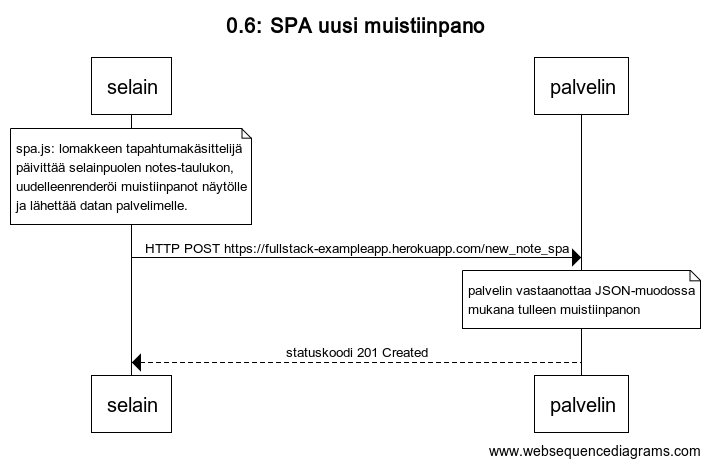 0.6: SPA uusi muistiinpano
selain
palvelin
spa.js: lomakkeen tapahtumakäsittelijä
päivittää selainpuolen notes-taulukon,
uudelleenrenderöi muistiinpanot näytölle
ja lähettää datan palvelimelle.
HTTP POST https://fullstack-exampleapp.herokuapp.com/new_note_spa
palvelin vastaanottaa JSON-muodossa
mukana tulleen muistiinpanon
statuskoodi 201 Created
selain
palvelin
www.websequencediagrams.com